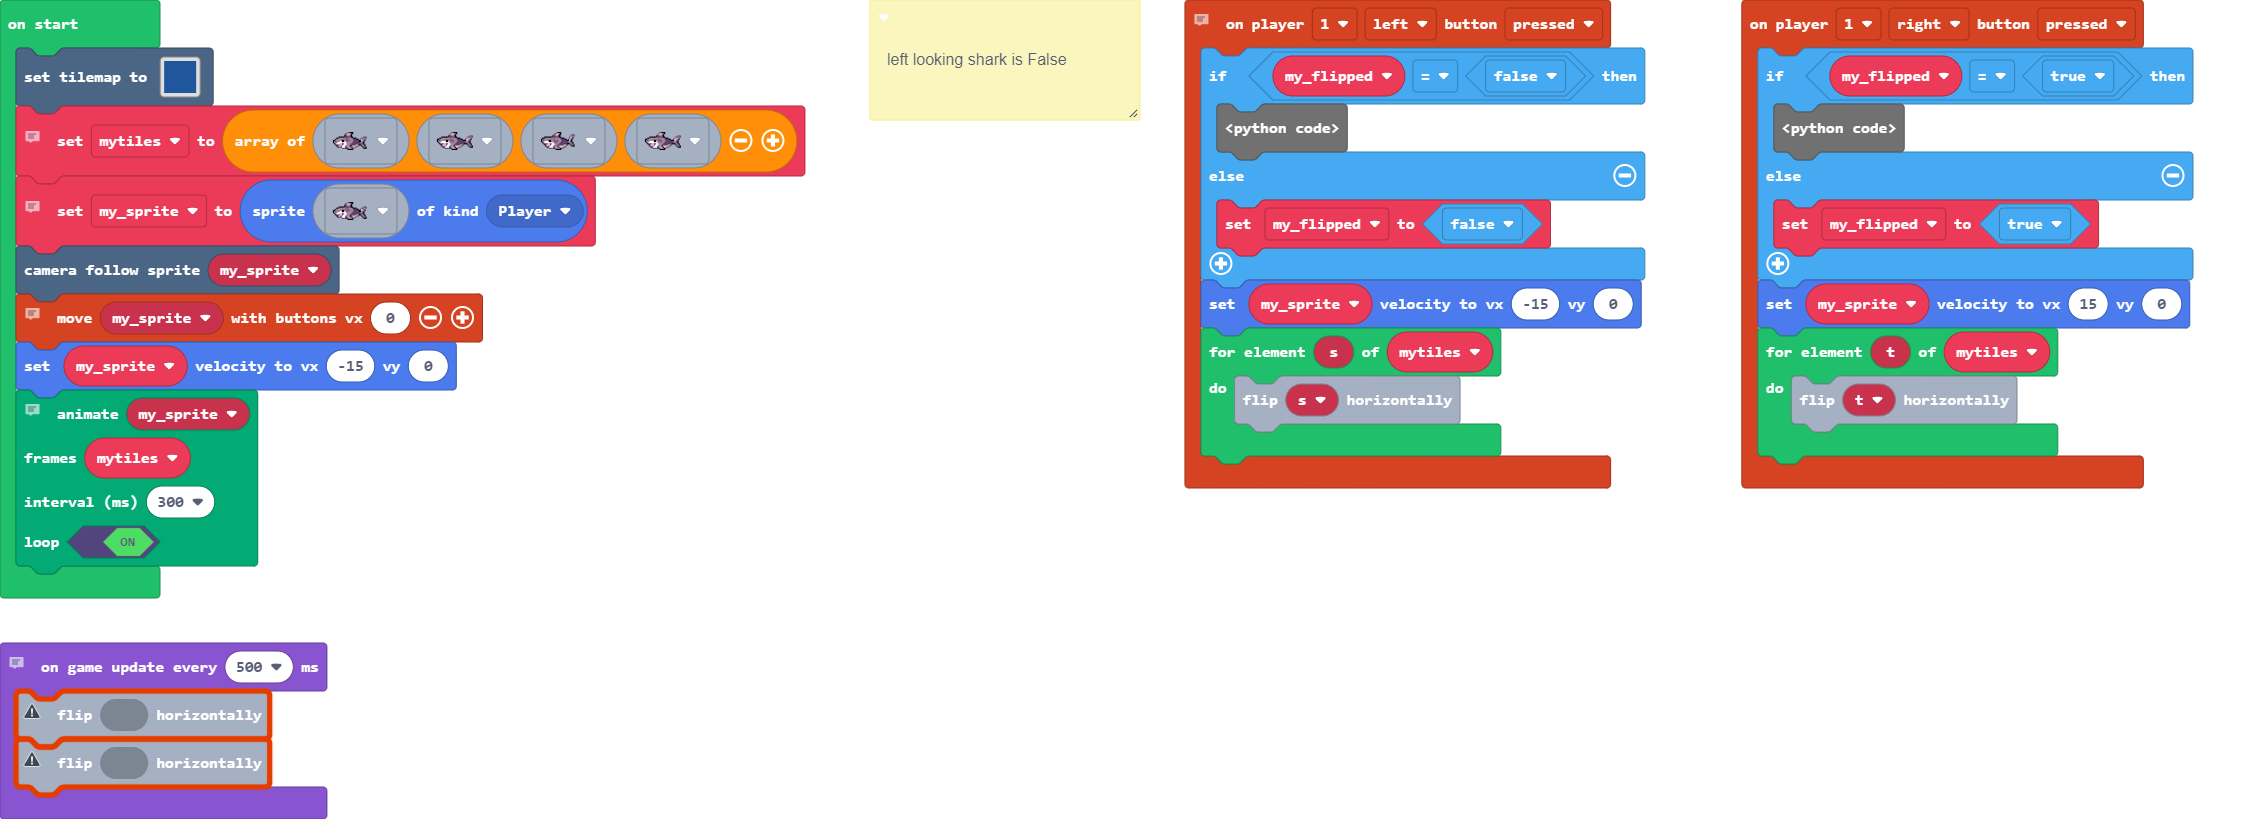 on start
set tilemap to
set mytiles to array of
set my_sprite to sprite of kind Player
camera follow sprite my_sprite
move my_sprite with buttons vx 0
set my_sprite velocity to vx -15 vy 0
animate my_sprite
frames mytiles
interval (ms) 300
loop ON
on game update every 500 ms
flip horizontally
flip horizontally
left looking shark is False
on player 1 left button pressed
if my_flipped = false then
<python code>
else
set my_flipped to false
set my_sprite velocity to vx -15 vy 0
for element s of mytiles
do
flip s horizontally
on player 1 right button pressed
if my_flipped = true then
<python code>
else
set my_flipped to true
set my_sprite velocity to vx 15 vy 0
for element t of mytiles
do
flip t horizontally